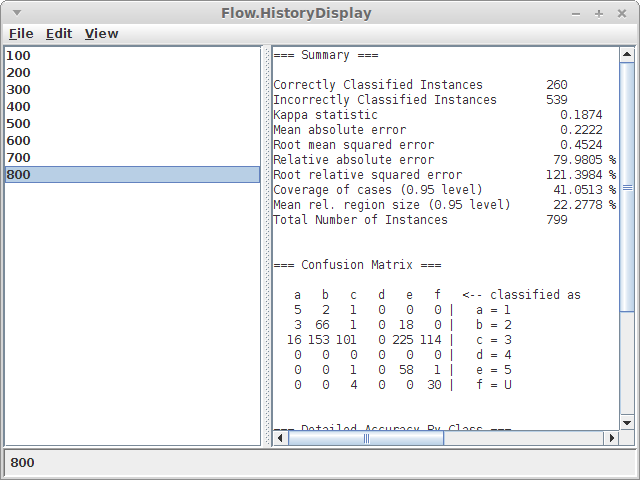 Flow.HistoryDisplay
File Edit View
100
200
300
400
500
600
700
800
=== Summary ===
Correctly Classified Instances 260
Incorrectly Classified Instances 539
Kappa statistic 0.1874
Mean absolute error 0.2222
Root mean squared error 0.4524
Relative absolute error 79.9805 %
Root relative squared error 121.3984 %
Coverage of cases (0.95 level) 41.0513 %
Mean rel. region size (0.95 level) 22.2778 %
Total Number of Instances 799
=== Confusion Matrix ===
a b c d e f <-- classified as
5 2 1 0 0 0 | a = 1
3 66 1 0 18 0 | b = 2
16 153 101 0 225 114 | c = 3
0 0 0 0 0 0 | d = 4
0 0 1 0 58 1 | e = 5
0 0 4 0 0 30 | f = U
=== Detailed Accuracy By Class ===
800